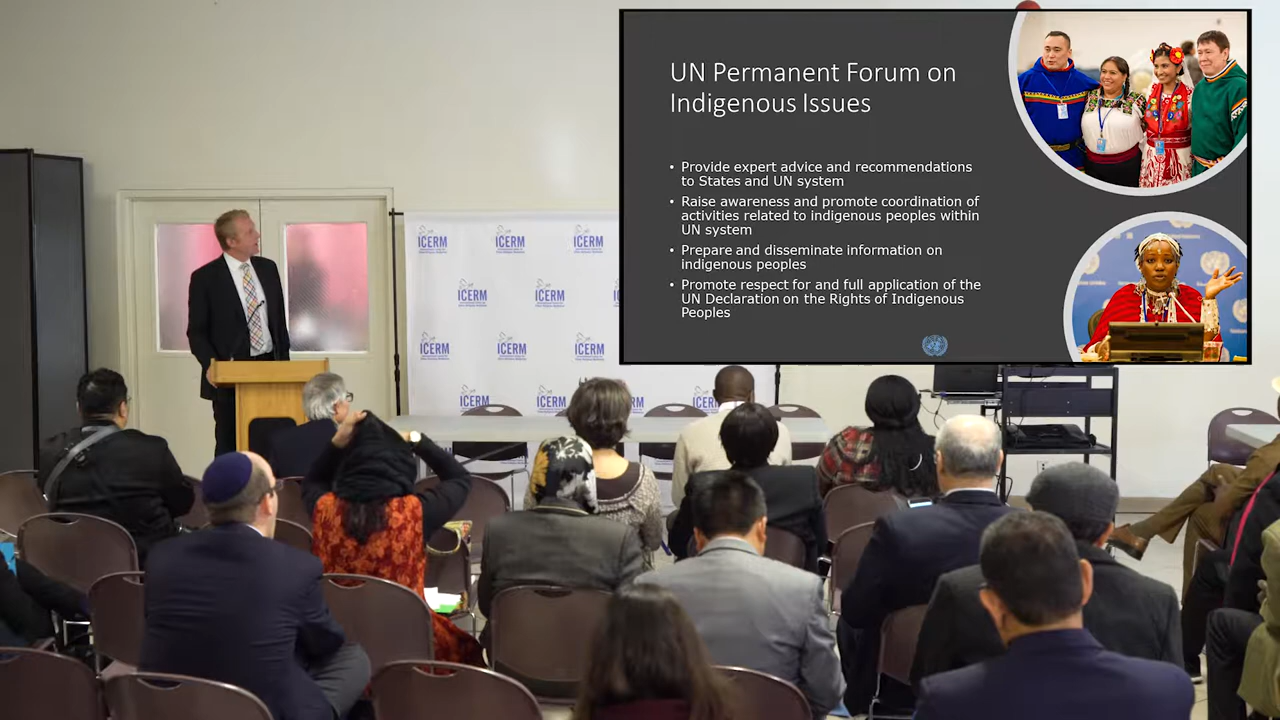 UN Permanent Forum on
Indigenous Issues
• Provide expert advice and recommendations
to States and UN system
• Raise awareness and promote coordination of
activities related to indigenous peoples within
UN system
• Prepare and disseminate information on
indigenous peoples
• Promote respect for and full application of the
UN Declaration on the Rights of Indigenous
Peoples
ICERM ICERM ICERM
ICERM ICERM
ICERM ICERM ICERM
ICERM ICERM ICERM